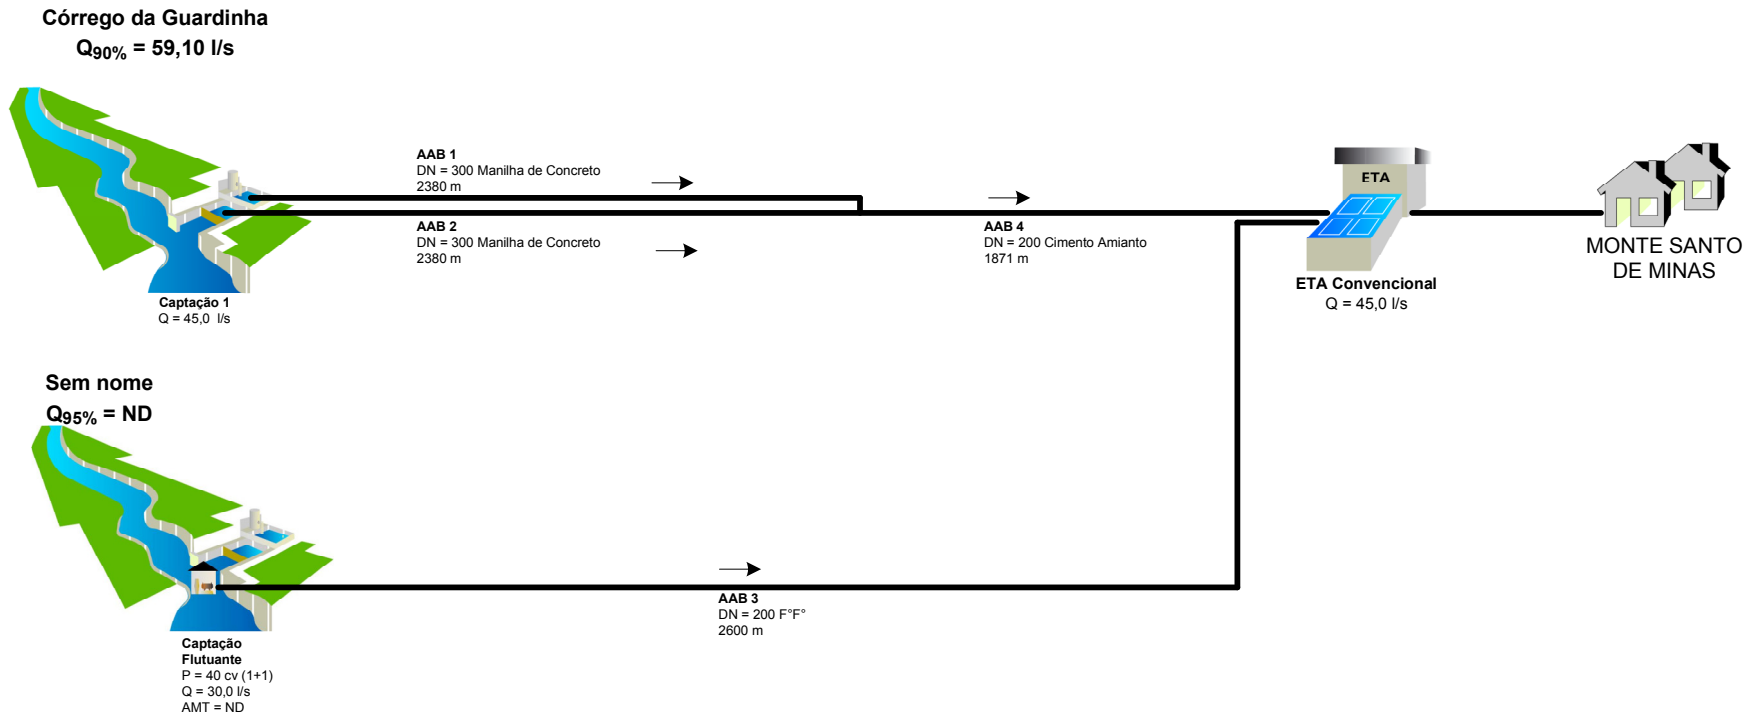 Córrego da Guardinha
Q90% = 59,10 l/s
AAB 1
DN = 300 Manilha de Concreto
2380 m
AAB 2
DN = 300 Manilha de Concreto
2380 m
AAB 4
DN = 200 Cimento Amianto
1871 m
ETA
ETA Convencional
Q = 45,0 l/s
MONTE SANTO
DE MINAS
Captação 1
Q = 45,0 l/s
Sem nome
Q95% = ND
AAB 3
DN = 200 F°F°
2600 m
Captação
Flutuante
P = 40 cv (1+1)
Q = 30,0 l/s
AMT = ND